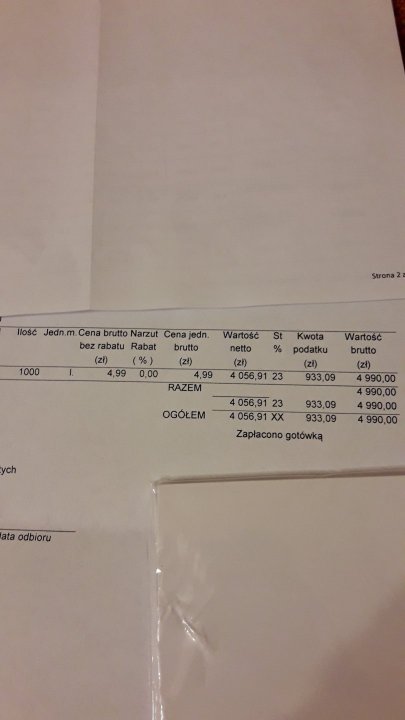 Strona 2
Ilość Jedn.m. Cena brutto Narzut Cena jedn. Wartość St Kwota Wartość
bez rabatu Rabat brutto netto % podatku brutto
(zł) ( % ) (zł) (zł) (zł) (zł)
1000 l. 4,99 0,00 4,99 4 056,91 23 933,09 4 990,00
RAZEM 4 990,00
4 056,91 23 933,09 4 990,00
OGÓŁEM 4 056,91 XX 933,09 4 990,00
Zapłacono gotówką
tych
data odbioru